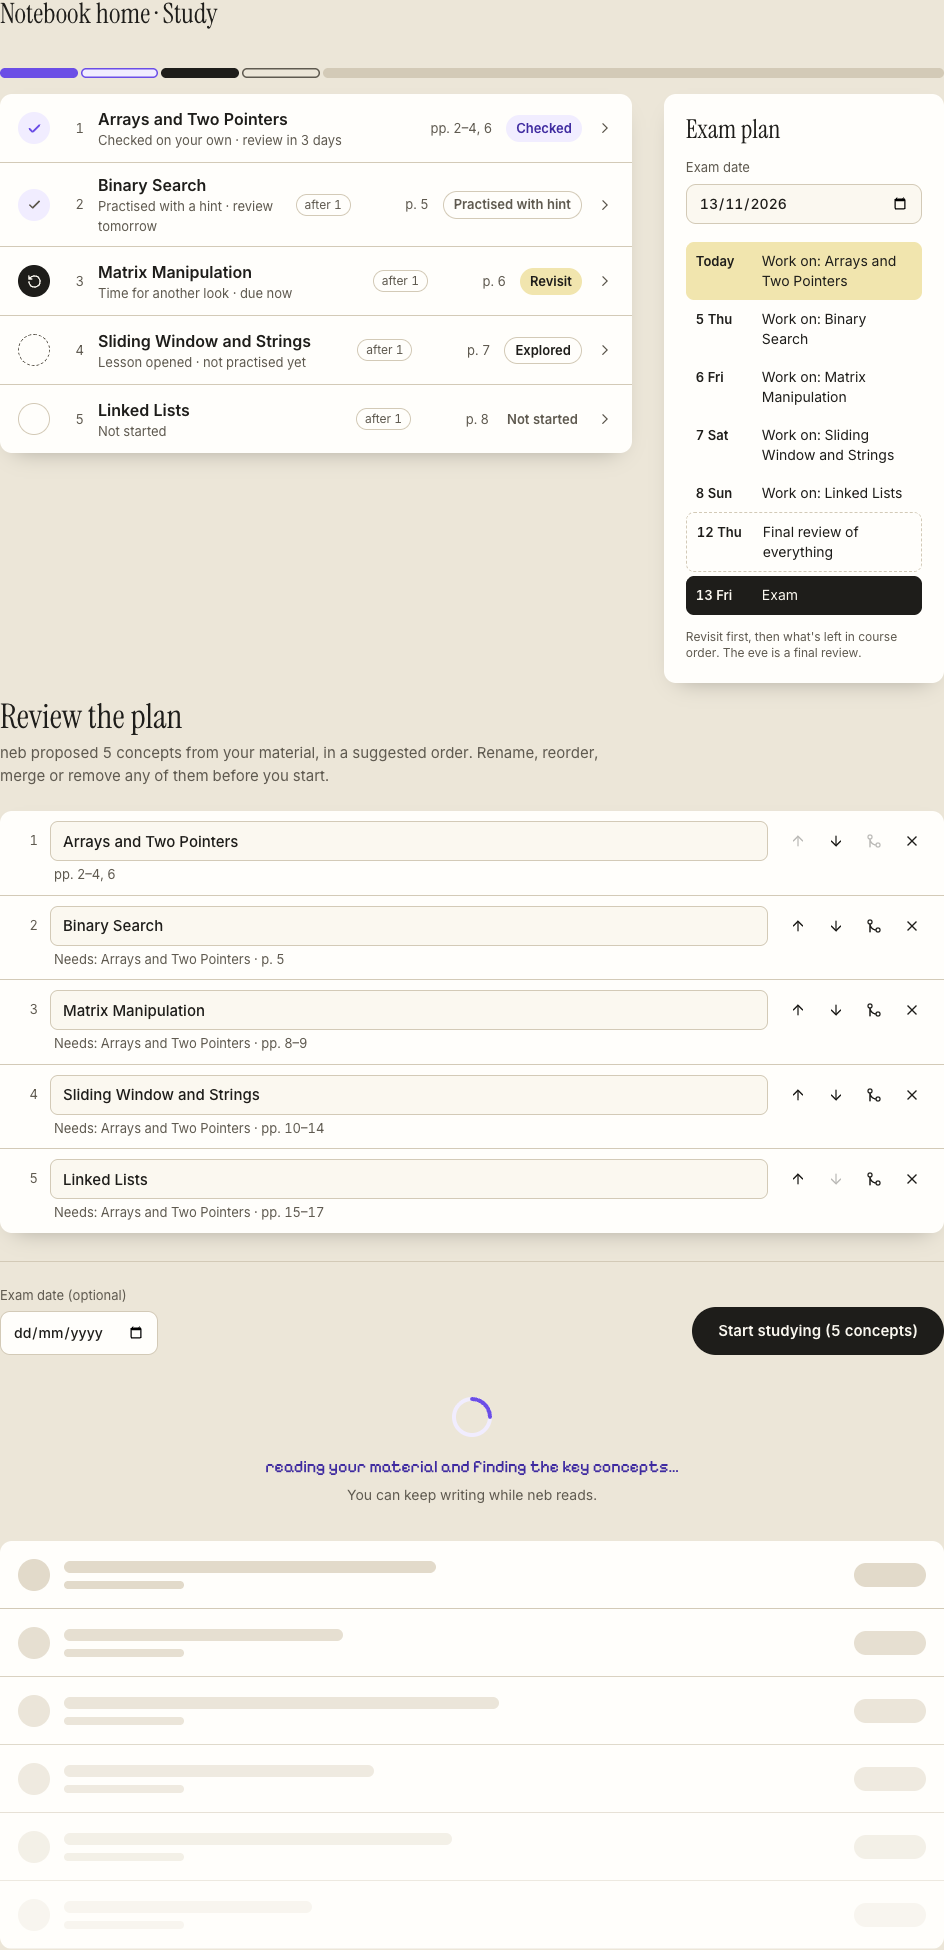 Notebook home · Study
1 Arrays and Two Pointers pp. 2–4, 6 Checked
Checked on your own · review in 3 days
2 Binary Search after 1 p. 5 Practised with hint
Practised with a hint · review
tomorrow
3 Matrix Manipulation after 1 p. 6 Revisit
Time for another look · due now
4 Sliding Window and Strings after 1 p. 7 Explored
Lesson opened · not practised yet
5 Linked Lists after 1 p. 8 Not started
Not started
Exam plan
Exam date
13/11/2026
Today Work on: Arrays and
Two Pointers
5 Thu Work on: Binary
Search
6 Fri Work on: Matrix
Manipulation
7 Sat Work on: Sliding
Window and Strings
8 Sun Work on: Linked Lists
12 Thu Final review of
everything
13 Fri Exam
Revisit first, then what's left in course
order. The eve is a final review.
Review the plan
neb proposed 5 concepts from your material, in a suggested order. Rename, reorder,
merge or remove any of them before you start.
1 Arrays and Two Pointers
pp. 2–4, 6
2 Binary Search
Needs: Arrays and Two Pointers · p. 5
3 Matrix Manipulation
Needs: Arrays and Two Pointers · pp. 8–9
4 Sliding Window and Strings
Needs: Arrays and Two Pointers · pp. 10–14
5 Linked Lists
Needs: Arrays and Two Pointers · pp. 15–17
Exam date (optional)
dd/mm/yyyy
Start studying (5 concepts)
reading your material and finding the key concepts...
You can keep writing while neb reads.